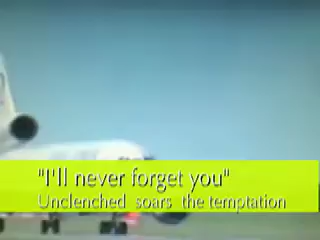 "I'll never forget you"
Unclenched soars the temptation